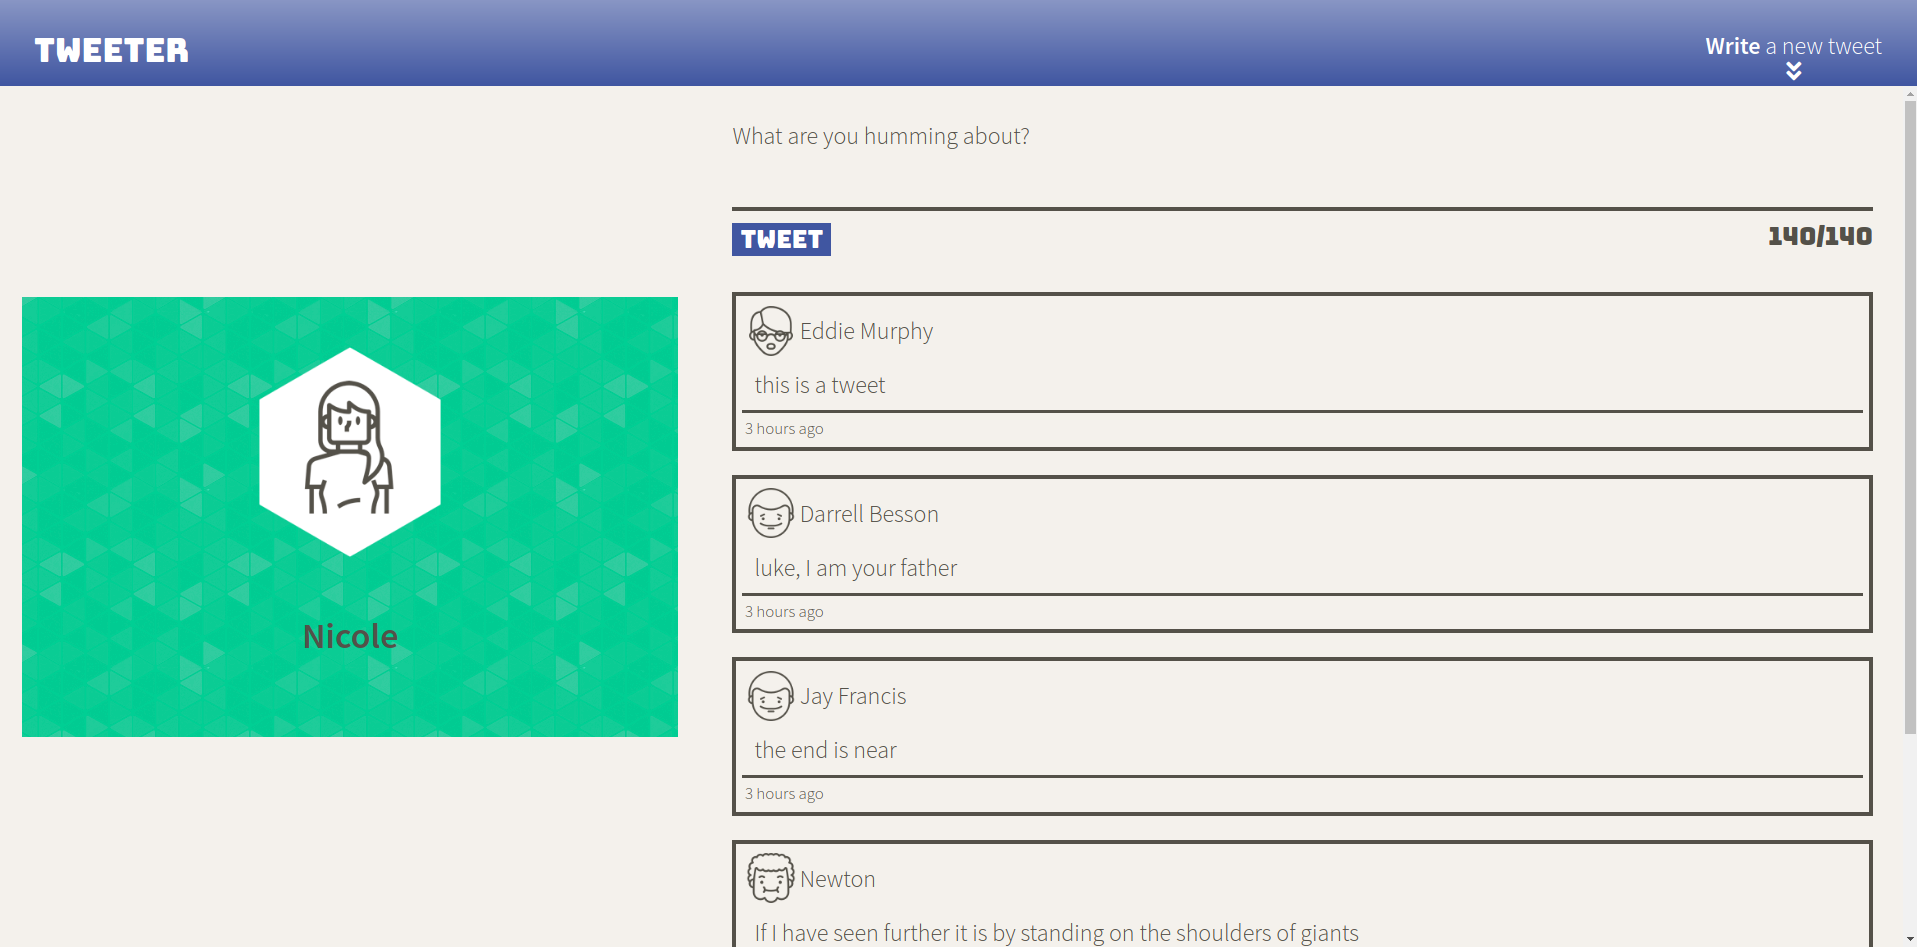 TWEETER
Write a new tweet
What are you humming about?
TWEET
140/140
Nicole
Eddie Murphy
this is a tweet
3 hours ago
Darrell Besson
luke, I am your father
3 hours ago
Jay Francis
the end is near
3 hours ago
Newton
If I have seen further it is by standing on the shoulders of giants